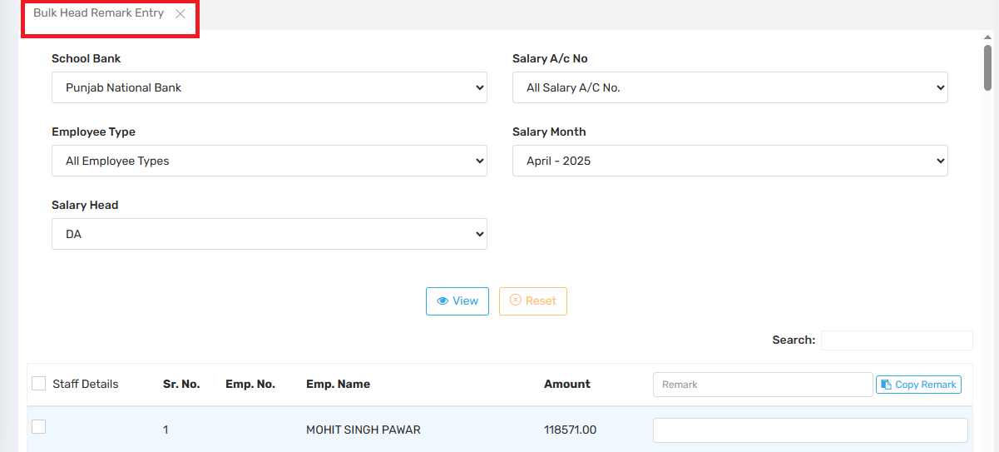 Bulk Head Remark Entry
School Bank Salary A/c No
Punjab National Bank All Salary A/C No.
Employee Type Salary Month
All Employee Types April - 2025
Salary Head
DA
View Reset
Search:
Staff Details Sr. No. Emp. No. Emp. Name Amount Remark Copy Remark
1 MOHIT SINGH PAWAR 118571.00